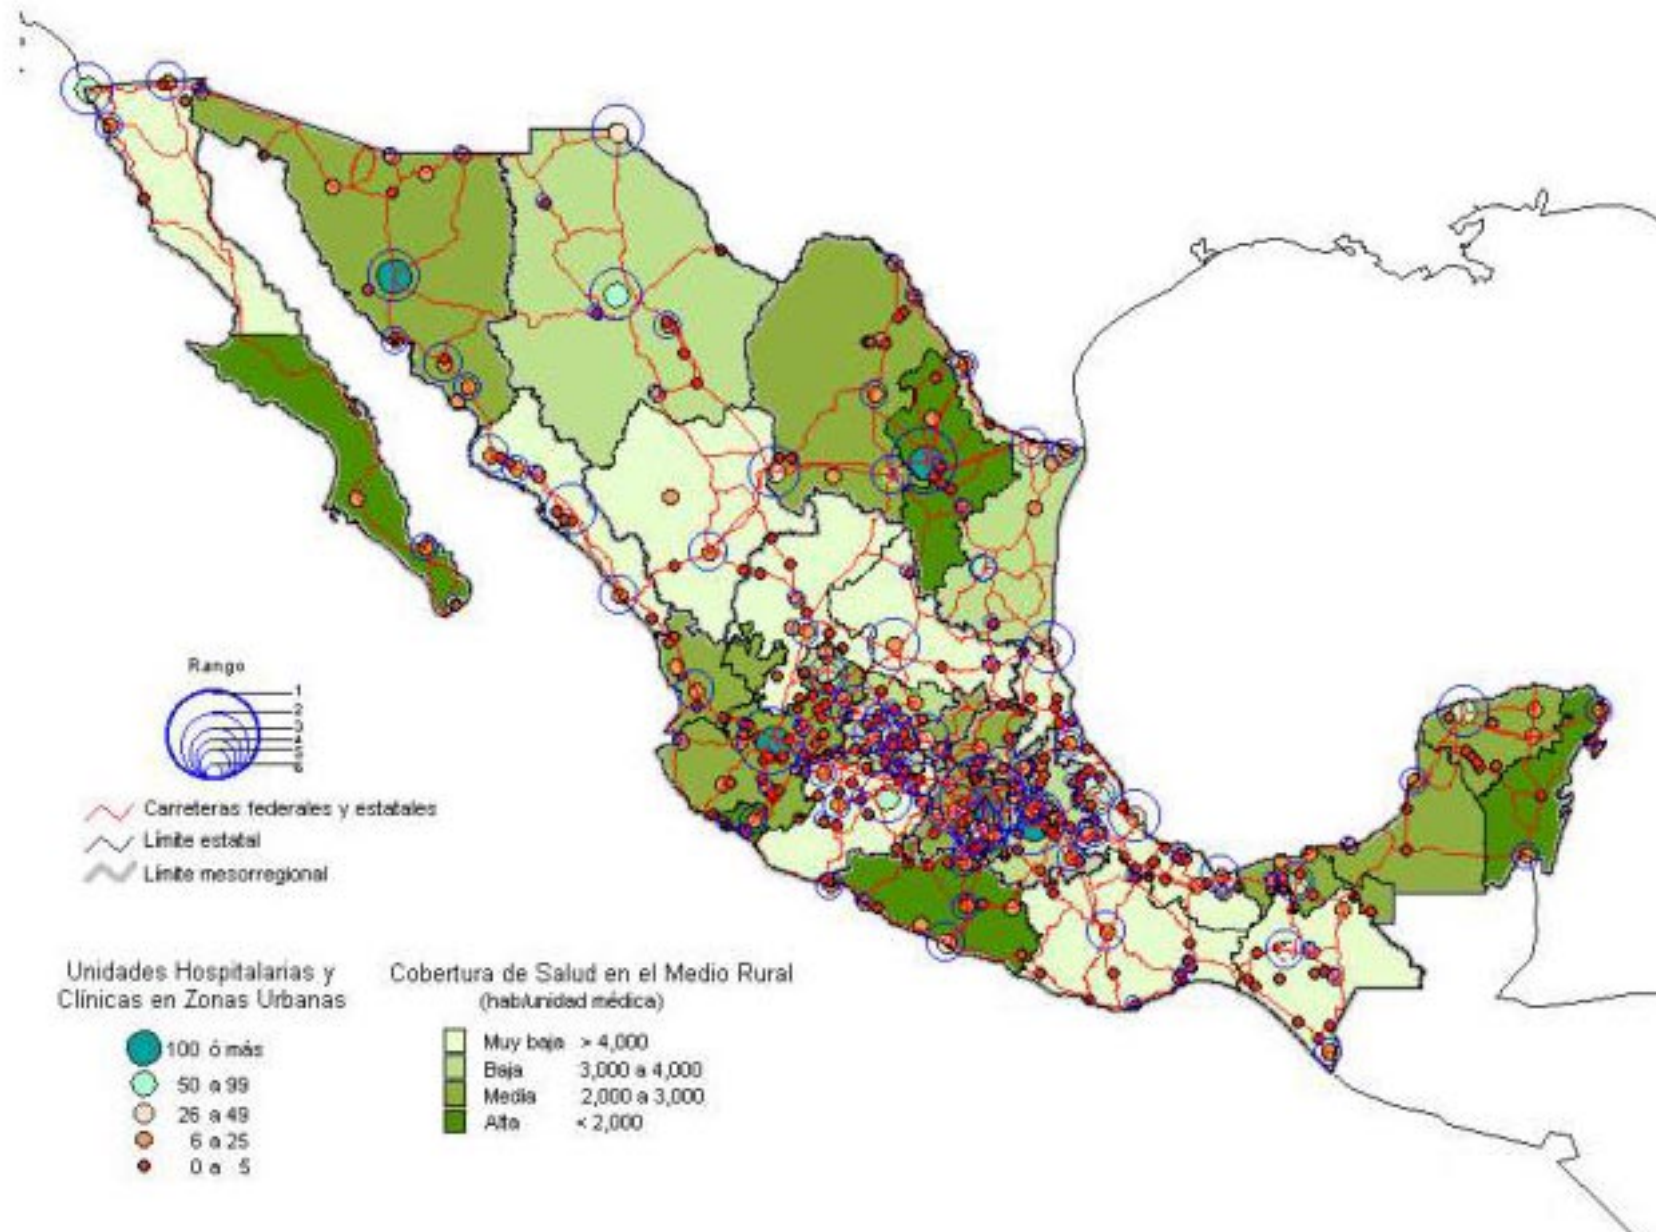 Rango
1
2
3
4
5
6
Carreteras federales y estatales
Límite estatal
Límite mesorregional
Unidades Hospitalarias y
Clínicas en Zonas Urbanas
100 ó más
50 a 99
26 a 49
6 a 25
0 a 5
Cobertura de Salud en el Medio Rural
(hab/unidad médica)
Muy baja > 4,000
Baja 3,000 a 4,000
Media 2,000 a 3,000
Alta < 2,000